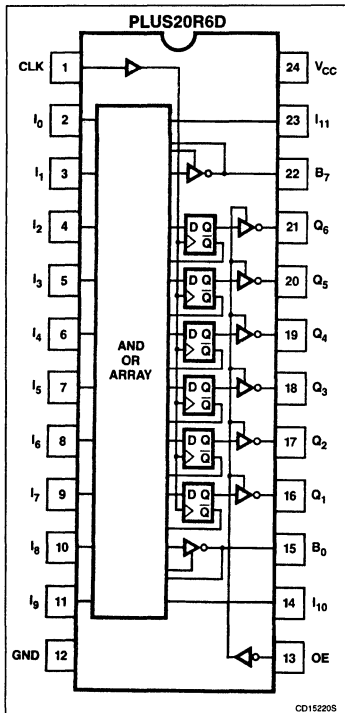 PLUS20R6D
CLK 1
24 VCC
I0 2
23 I11
I1 3
22 B7
I2 4
D Q
Q̅
21 Q6
I3 5
D Q
Q̅
20 Q5
I4 6
D Q
Q̅
19 Q4
AND
OR
ARRAY
I5 7
D Q
Q̅
18 Q3
I6 8
D Q
Q̅
17 Q2
I7 9
D Q
Q̅
16 Q1
I8 10
15 B0
I9 11
14 I10
GND 12
13 OE
CD15220S